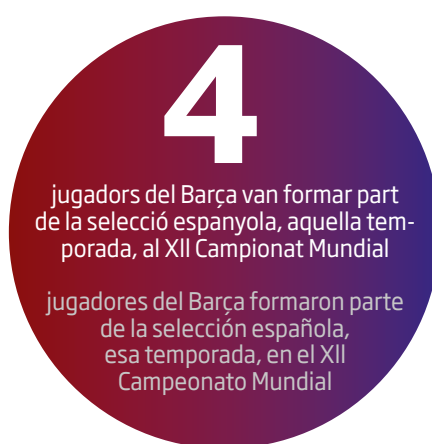 4
jugadors del Barça van formar part
de la selecció espanyola, aquella tem-
porada, al XII Campionat Mundial
jugadores del Barça formaron parte
de la selección española,
esa temporada, en el XII
Campeonato Mundial